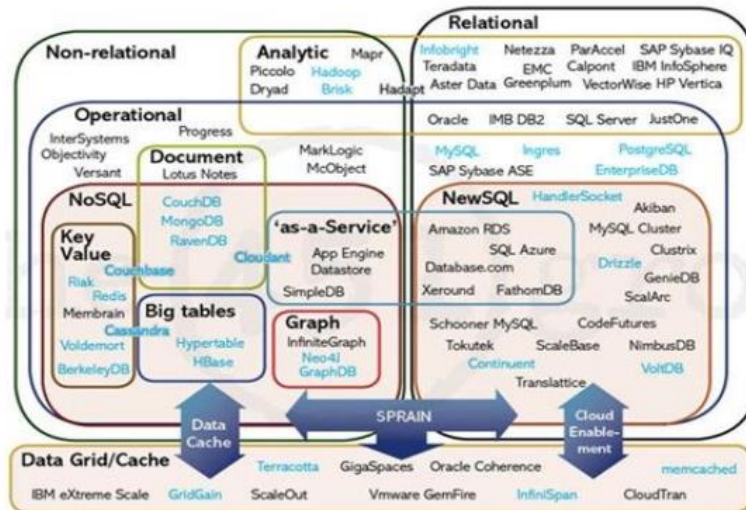 Relational
Non-relational
Analytic
Mapr
Piccolo Hadoop
Dryad Brisk Hadapt
Infobright Netezza ParAccel SAP Sybase IQ
Teradata EMC Calpont IBM InfoSphere
Aster Data Greenplum VectorWise HP Vertica
Operational
Oracle IMB DB2 SQL Server JustOne
InterSystems Progress
Objectivity
Versant
Document
Lotus Notes
MarkLogic
McObject
MySQL Ingres PostgreSQL
SAP Sybase ASE EnterpriseDB
NoSQL
CouchDB
MongoDB
RavenDB
Key
Value
Couchbase
Cloudant
Riak
Redis
Membrain
Cassandra
Voldemort
BerkeleyDB
Big tables
Hypertable
HBase
'as-a-Service'
App Engine
Datastore
SimpleDB
Graph
InfiniteGraph
Neo4J
GraphDB
NewSQL HandlerSocket
Amazon RDS
SQL Azure
Database.com
Xeround FathomDB
Akiban
MySQL Cluster
Clustrix
Drizzle
GenieDB
ScalArc
Schooner MySQL CodeFutures
Tokutek ScaleBase NimbusDB
Continuent VoltDB
Translattice
Data
Cache
SPRAIN
Cloud
Enable-
ment
Data Grid/Cache
Terracotta GigaSpaces Oracle Coherence memcached
IBM eXtreme Scale GridGain ScaleOut Vmware GemFire InfiniSpan CloudTran